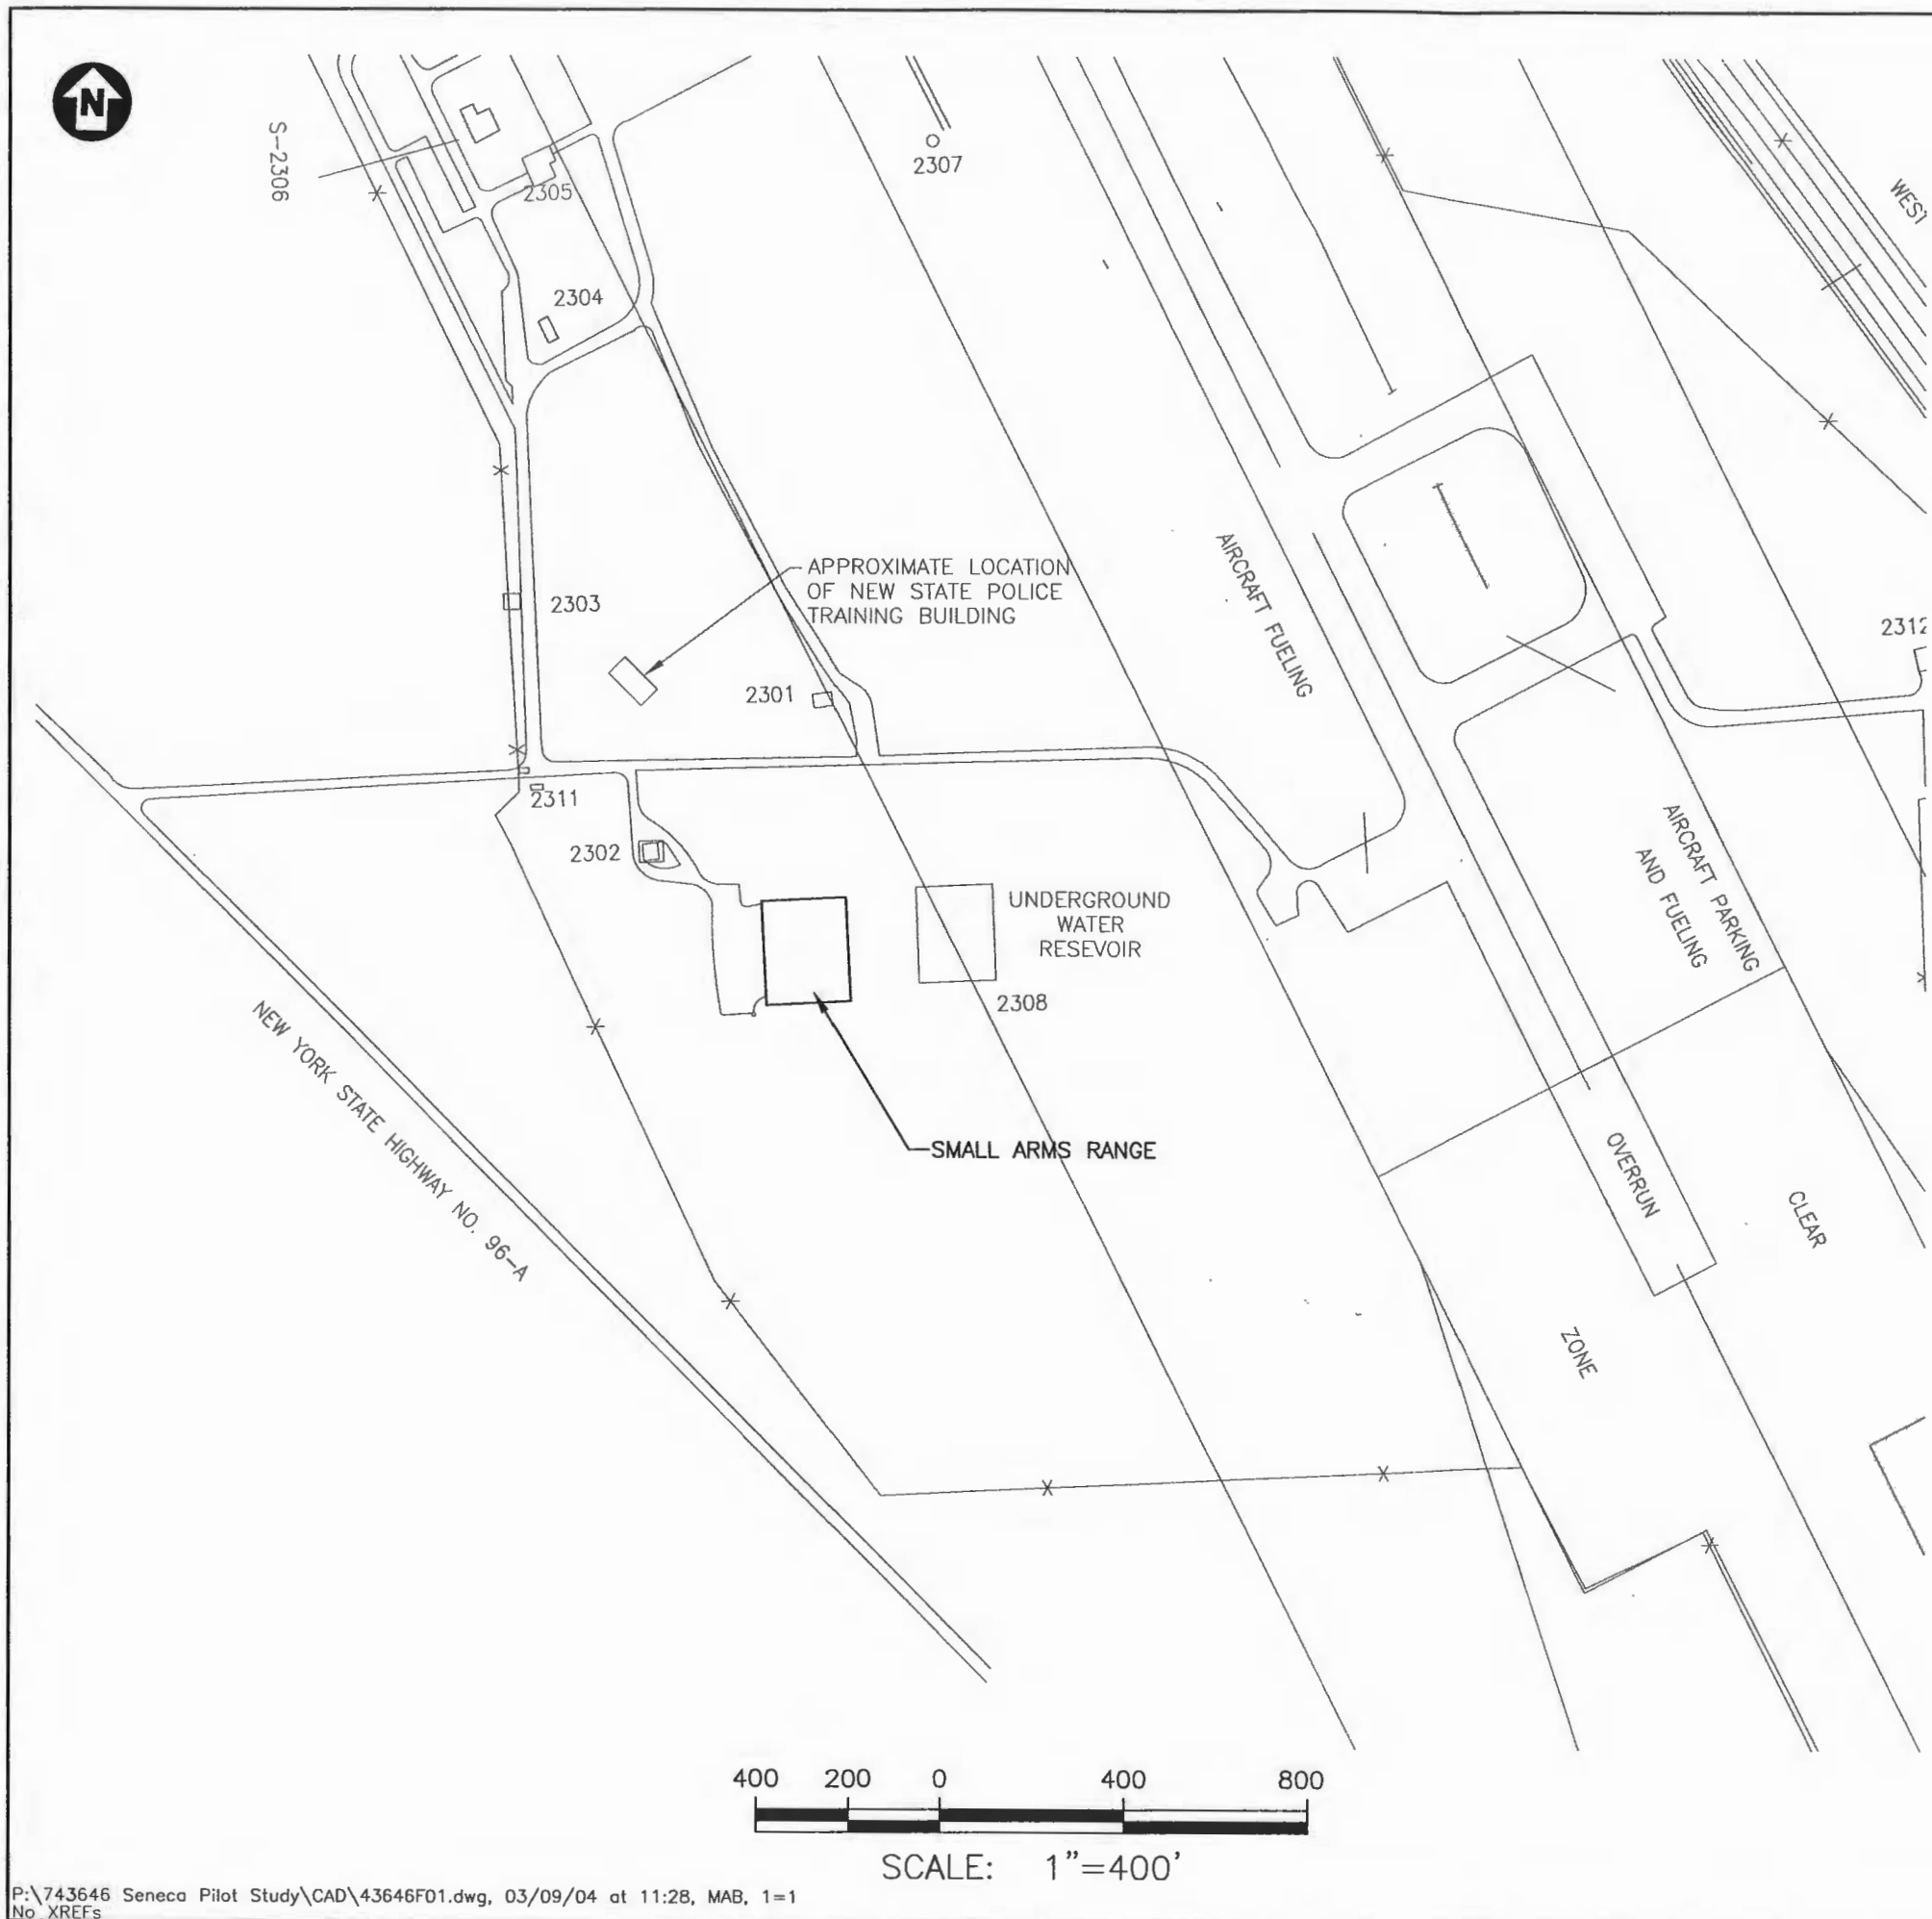 N
S-2306
2305
2307
WEST
2304
APPROXIMATE LOCATION
OF NEW STATE POLICE
TRAINING BUILDING
2303
AIRCRAFT FUELING
2312
2301
2311
2302
AIRCRAFT PARKING
AND FUELING
UNDERGROUND
WATER
RESEVOIR
2308
NEW YORK STATE HIGHWAY NO. 96-A
SMALL ARMS RANGE
OVERRUN
CLEAR
ZONE
400 200 0 400 800
SCALE: 1"=400'
P:\743646 Seneca Pilot Study\CAD\43646F01.dwg, 03/09/04 at 11:28, MAB, 1=1
No XREFs